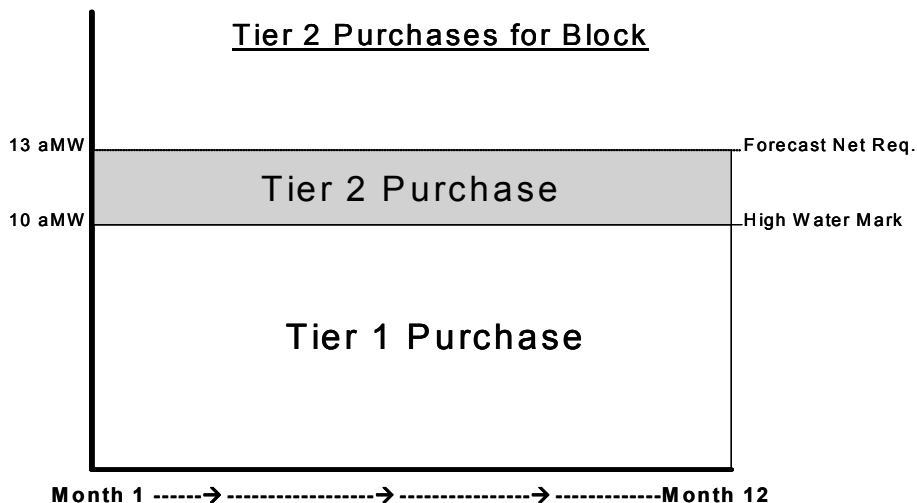 Tier 2 Purchases for Block
13 aMW
Forecast Net Req.
Tier 2 Purchase
10 aMW
High Water Mark
Tier 1 Purchase
Month 1 ------→ ------------------→ ----------------→ ------------Month 12